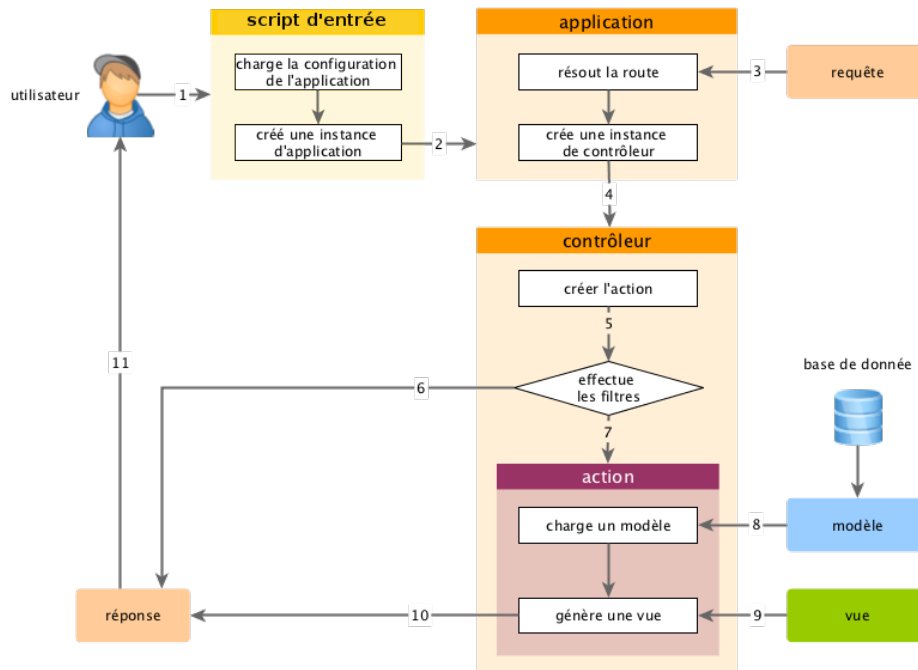 script d'entrée
application
charge la configuration
de l'application
résout la route
3
requête
utilisateur
1
créé une instance
d'application
2
crée une instance
de contrôleur
4
contrôleur
créer l'action
5
11
6
effectue
les filtres
base de donnée
7
action
charge un modèle
8
modèle
réponse
10
génère une vue
9
vue